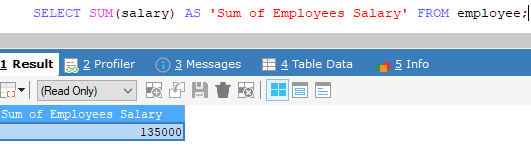 SELECT SUM(salary) AS 'Sum of Employees Salary' FROM employee;
1 Result 2 Profiler 3 Messages 4 Table Data 5 Info
(Read Only)
Sum of Employees Salary
135000